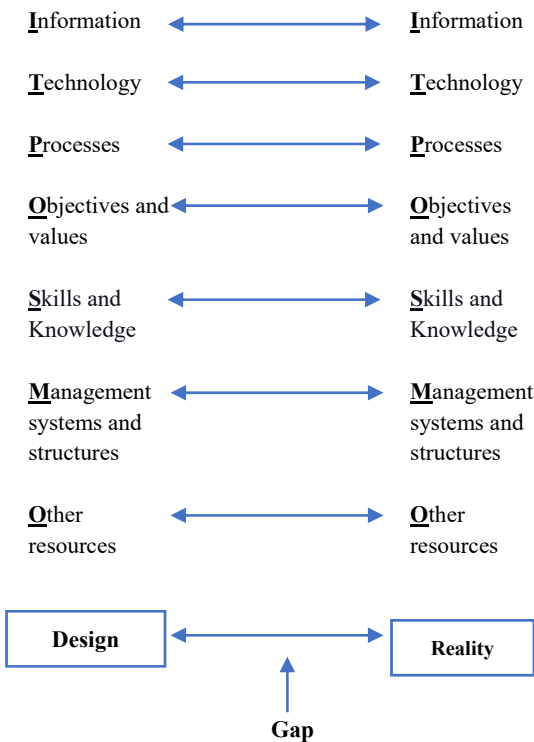 Information Information
Technology Technology
Processes Processes
Objectives and Objectives
values and values
Skills and Skills and
Knowledge Knowledge
Management Management
systems and systems and
structures structures
Other Other
resources resources
Design Reality
Gap